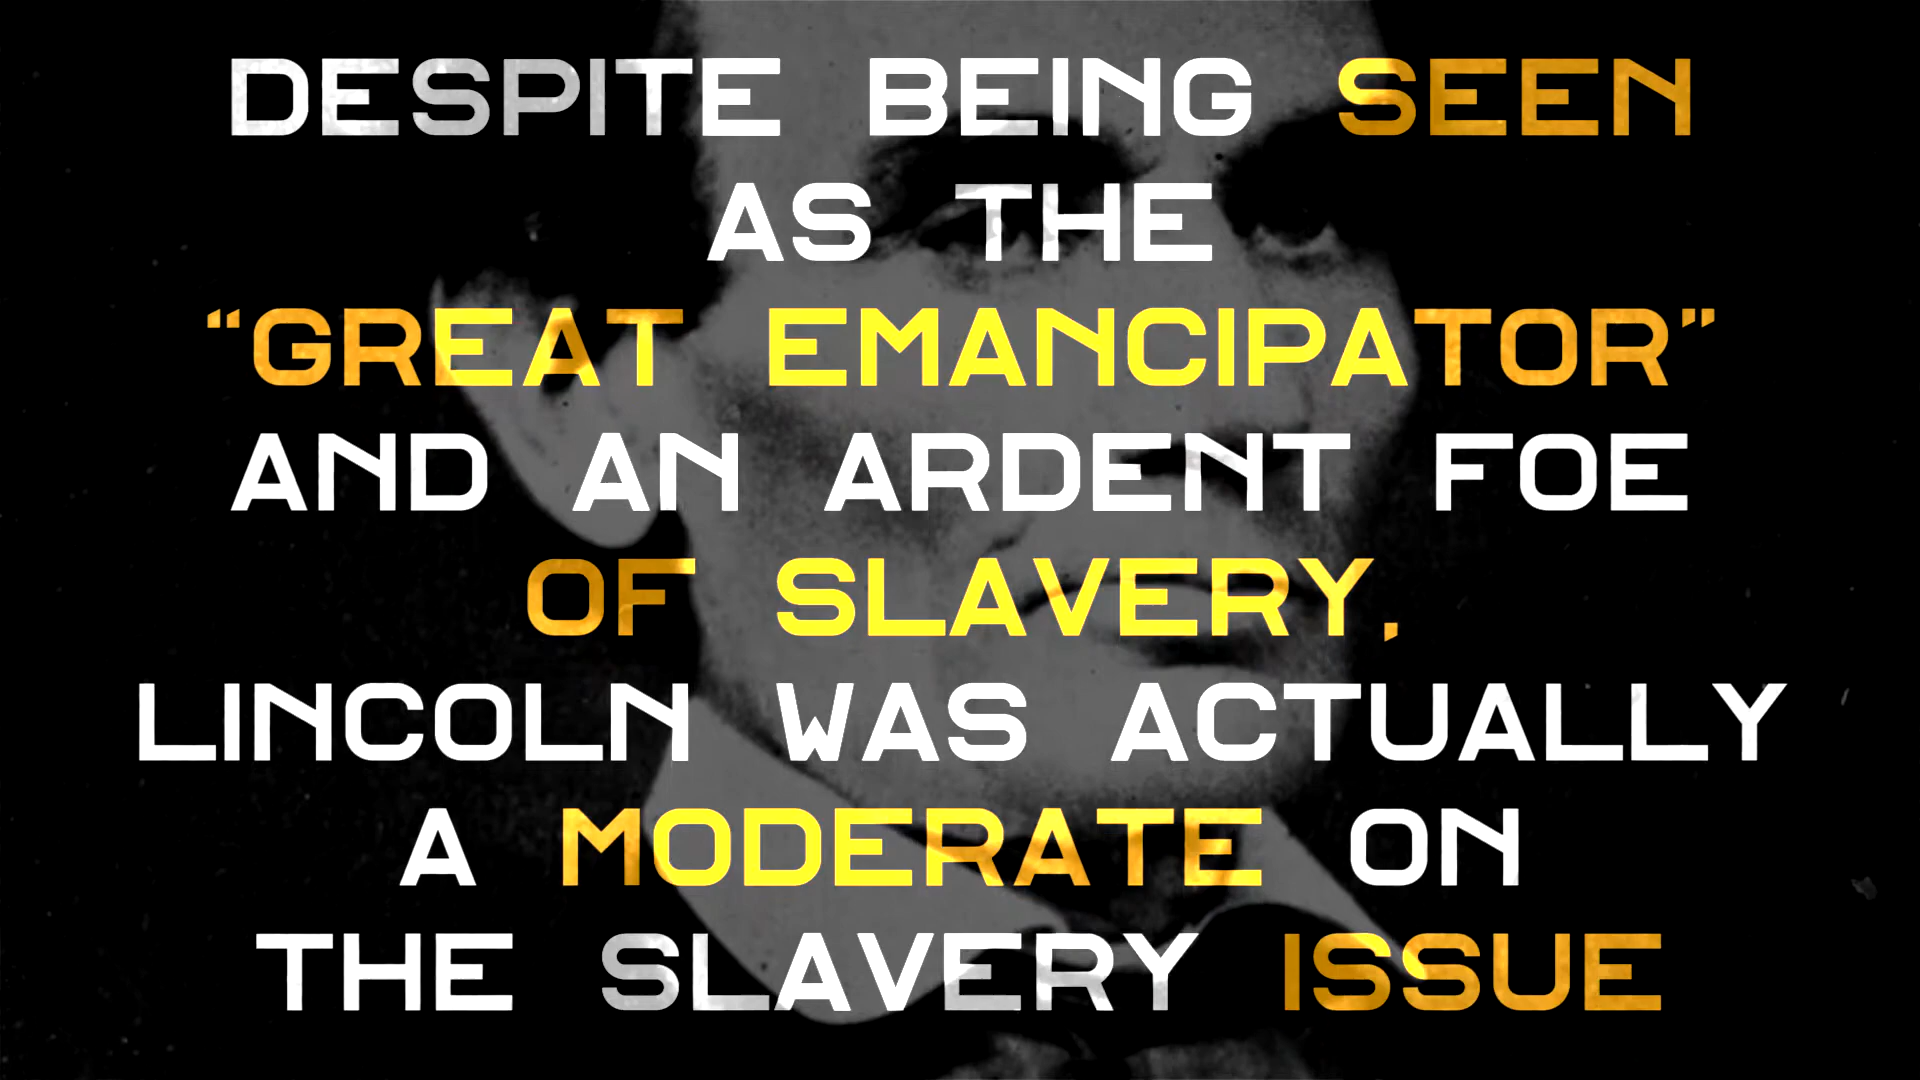 DESPITE BEING SEEN
AS THE
“GREAT EMANCIPATOR”
AND AN ARDENT FOE
OF SLAVERY,
LINCOLN WAS ACTUALLY
A MODERATE ON
THE SLAVERY ISSUE